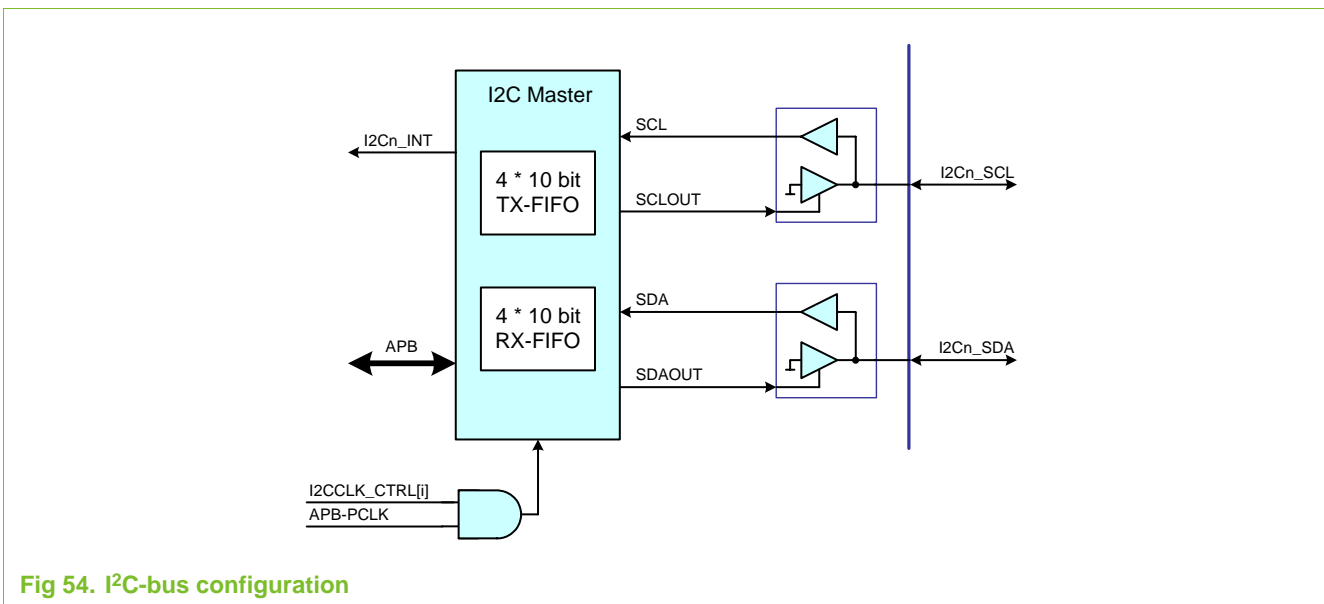 I2C Master
SCL
I2Cn_INT
4 * 10 bit
TX-FIFO
I2Cn_SCL
SCLOUT
SDA
4 * 10 bit
RX-FIFO
APB
I2Cn_SDA
SDAOUT
I2CCLK_CTRL[i]
APB-PCLK
Fig 54. I²C-bus configuration